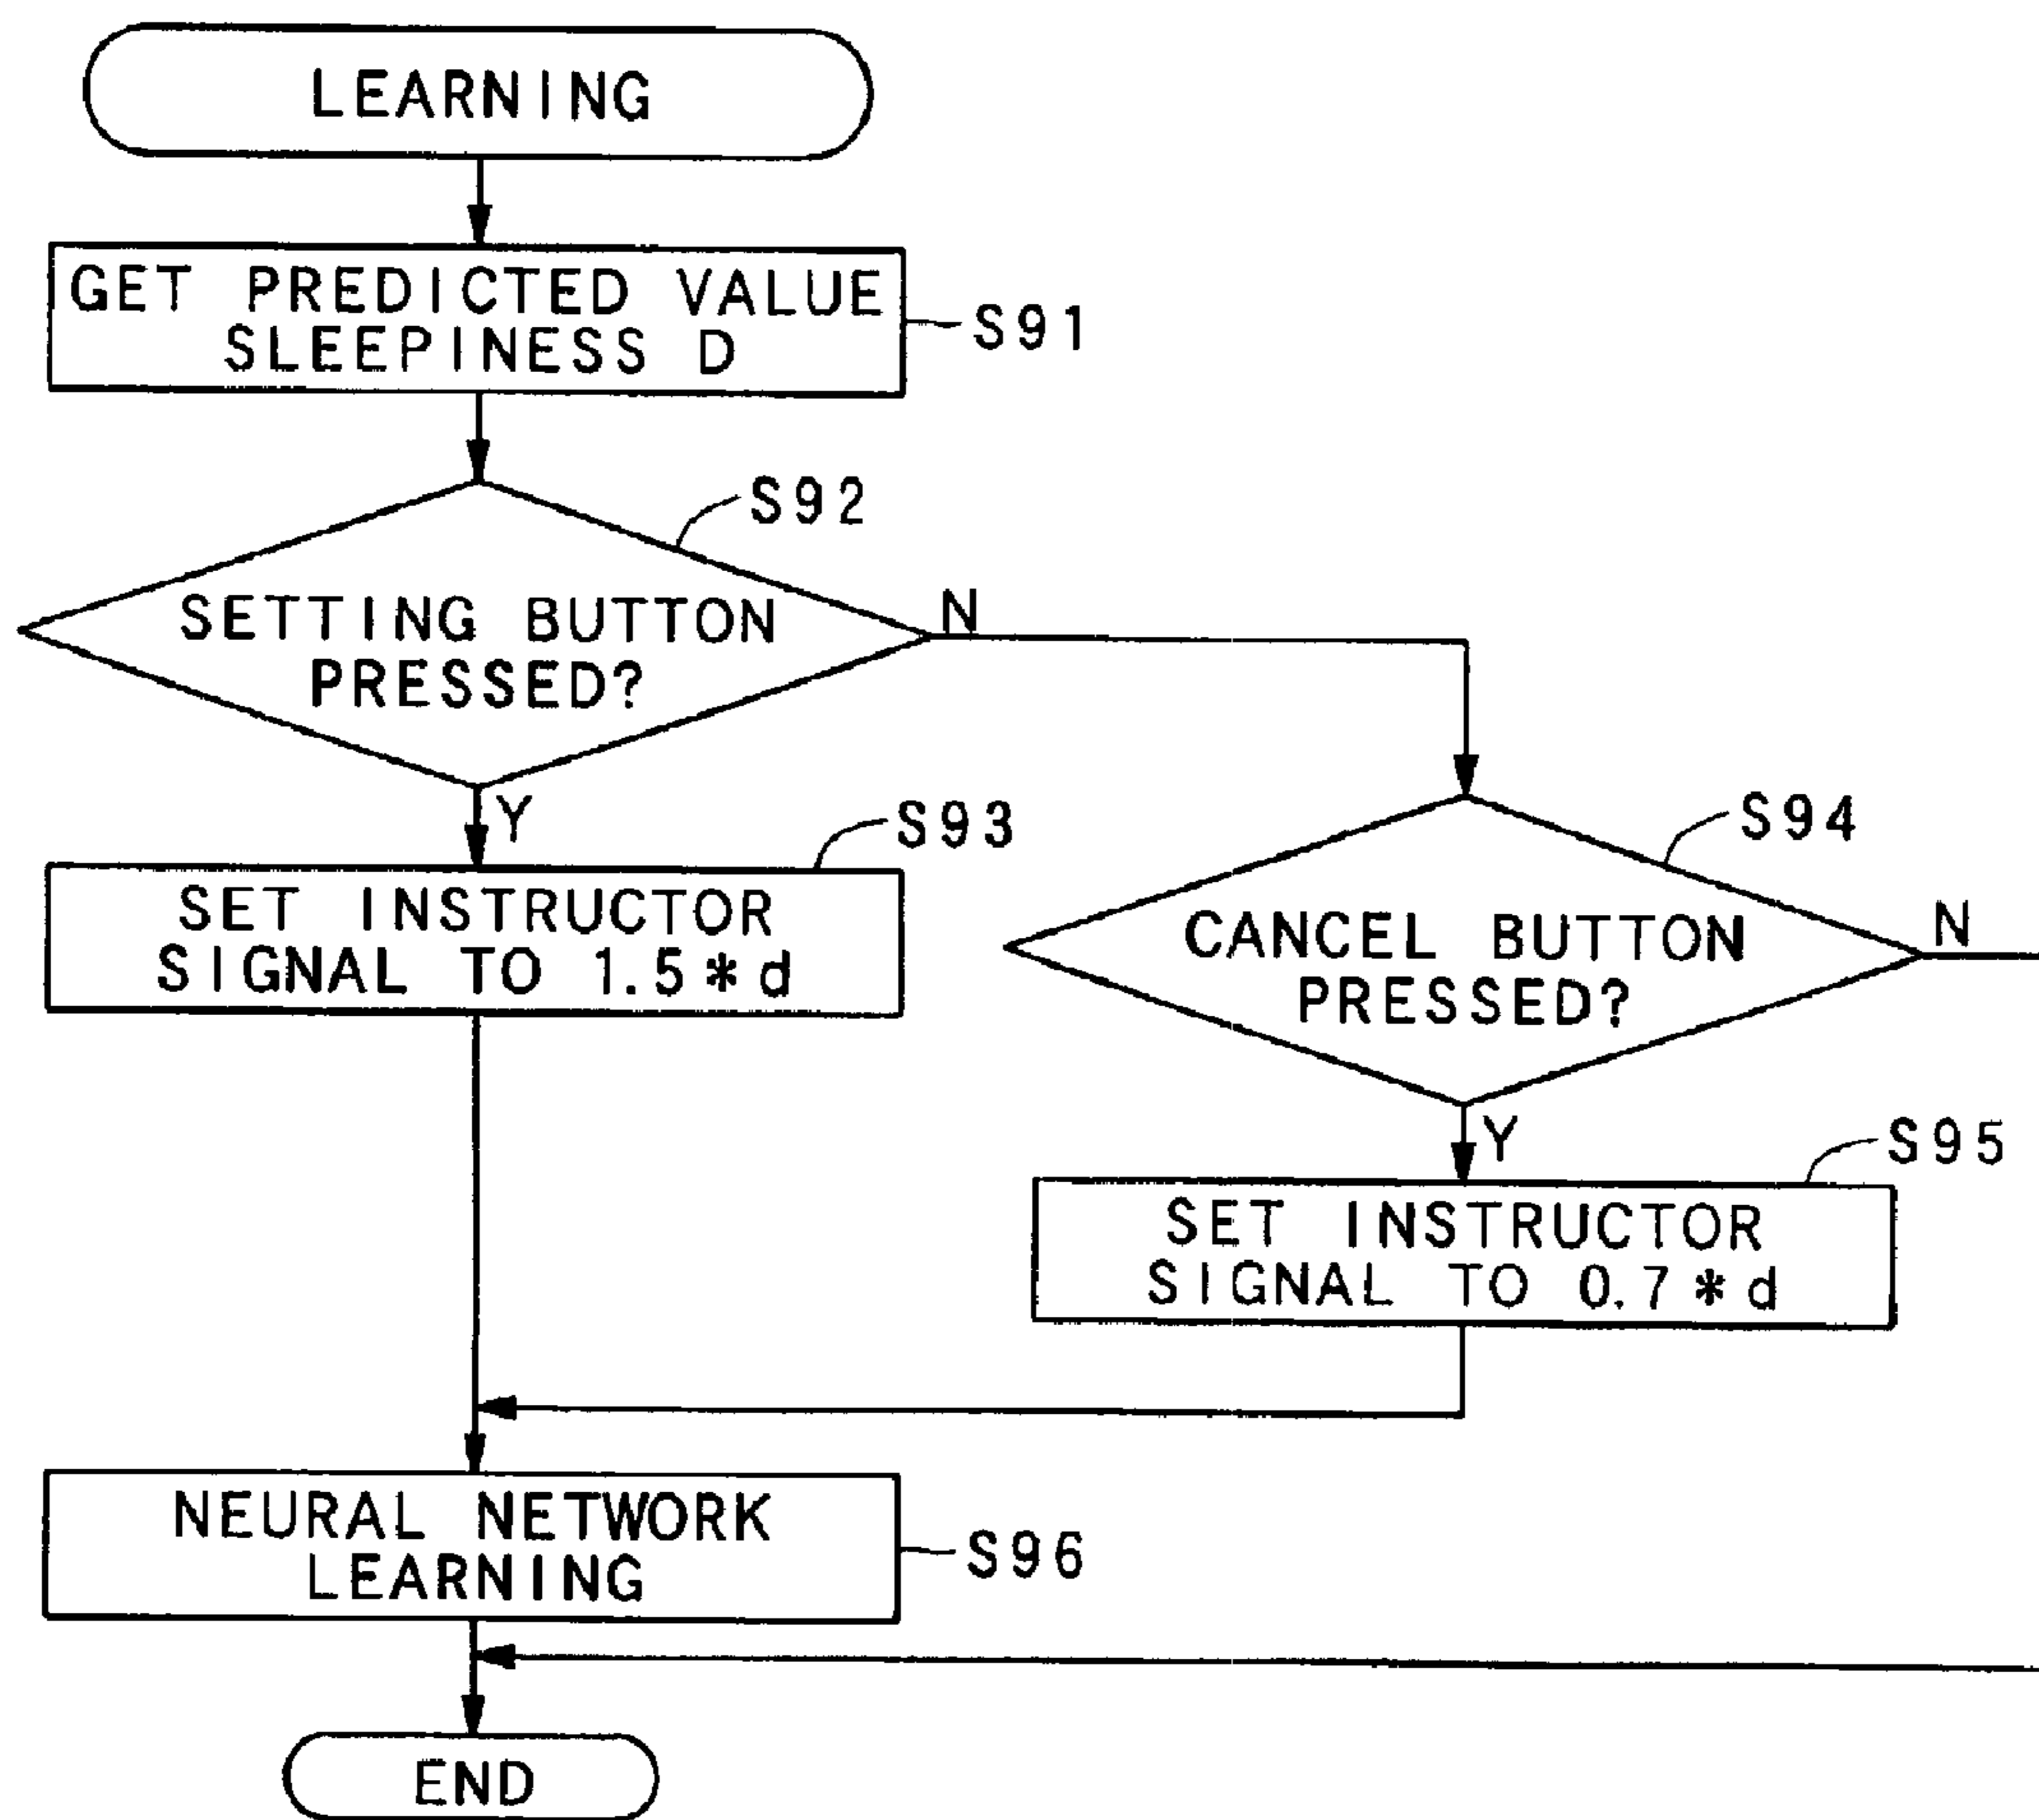 LEARNING
GET PREDICTED VALUE
SLEEPINESS D
S91
S92
SETTING BUTTON
PRESSED?
N
Y
S93
SET INSTRUCTOR
SIGNAL TO 1.5*d
S94
CANCEL BUTTON
PRESSED?
N
Y
S95
SET INSTRUCTOR
SIGNAL TO 0.7*d
NEURAL NETWORK
LEARNING
S96
END